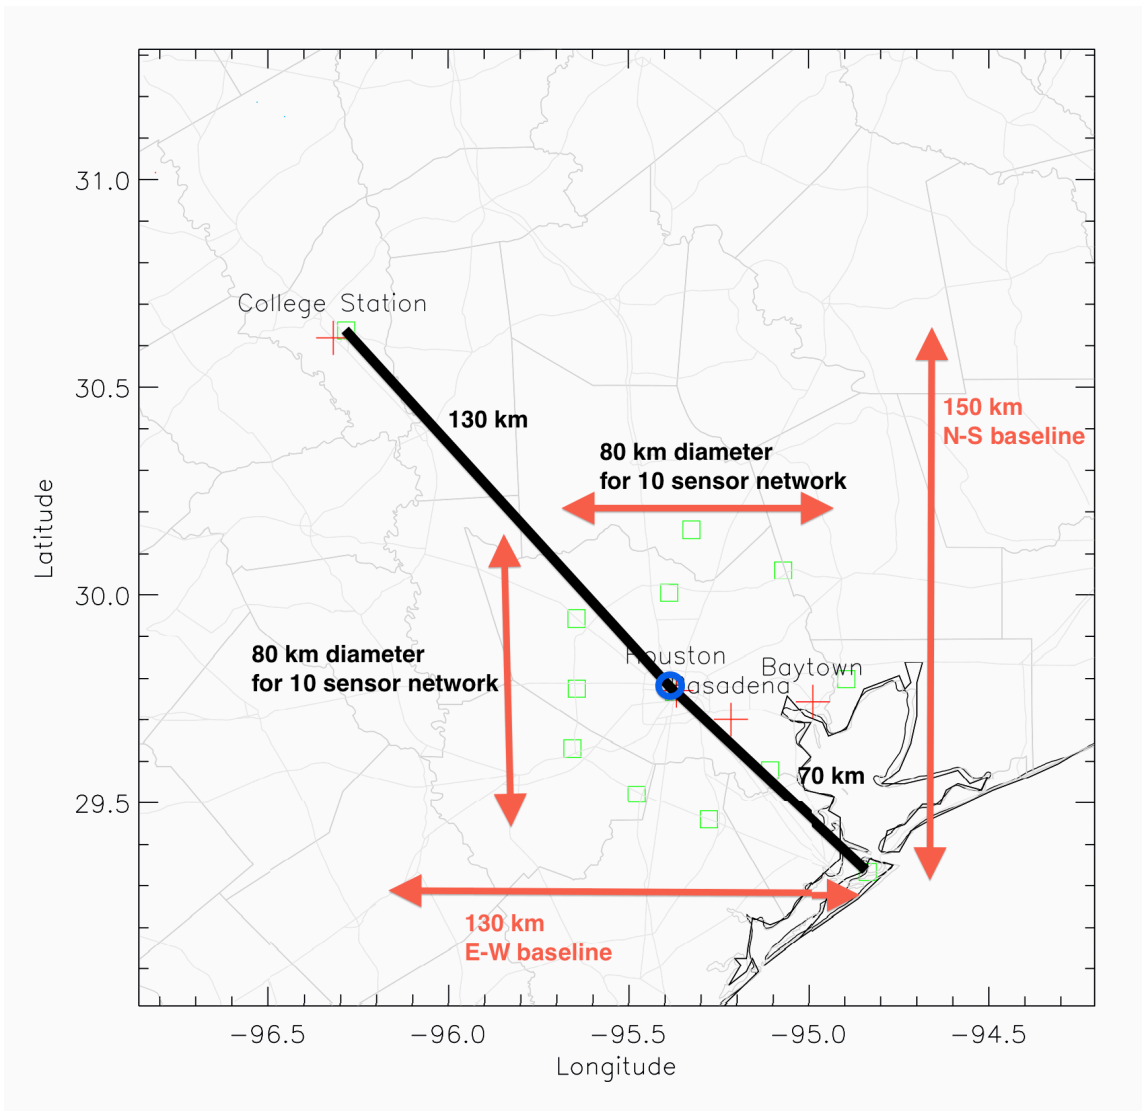 31.0
College Station
30.5
130 km
150 km
N-S baseline
80 km diameter
for 10 sensor network
Latitude
30.0
80 km diameter
for 10 sensor network
Houston
Baytown
Pasadena
70 km
29.5
130 km
E-W baseline
−96.5
−96.0
−95.5
−95.0
−94.5
Longitude